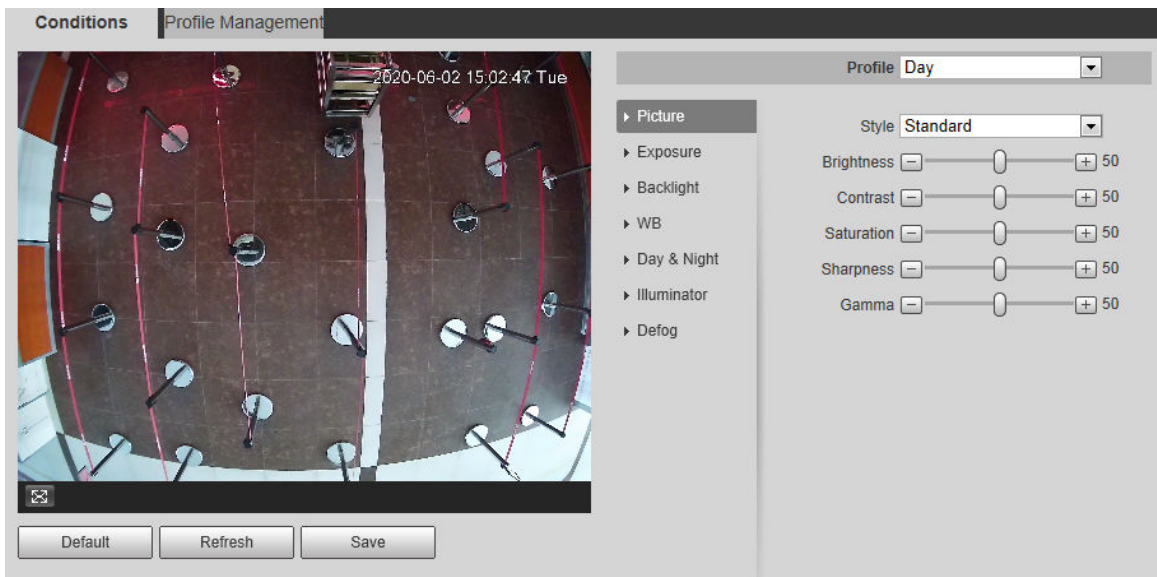 Conditions
Profile Management
2020-06-02 15:02:47 Tue
Default
Refresh
Save
Profile Day
Picture
Exposure
Backlight
WB
Day & Night
Illuminator
Defog
Style Standard
Brightness 50
Contrast 50
Saturation 50
Sharpness 50
Gamma 50